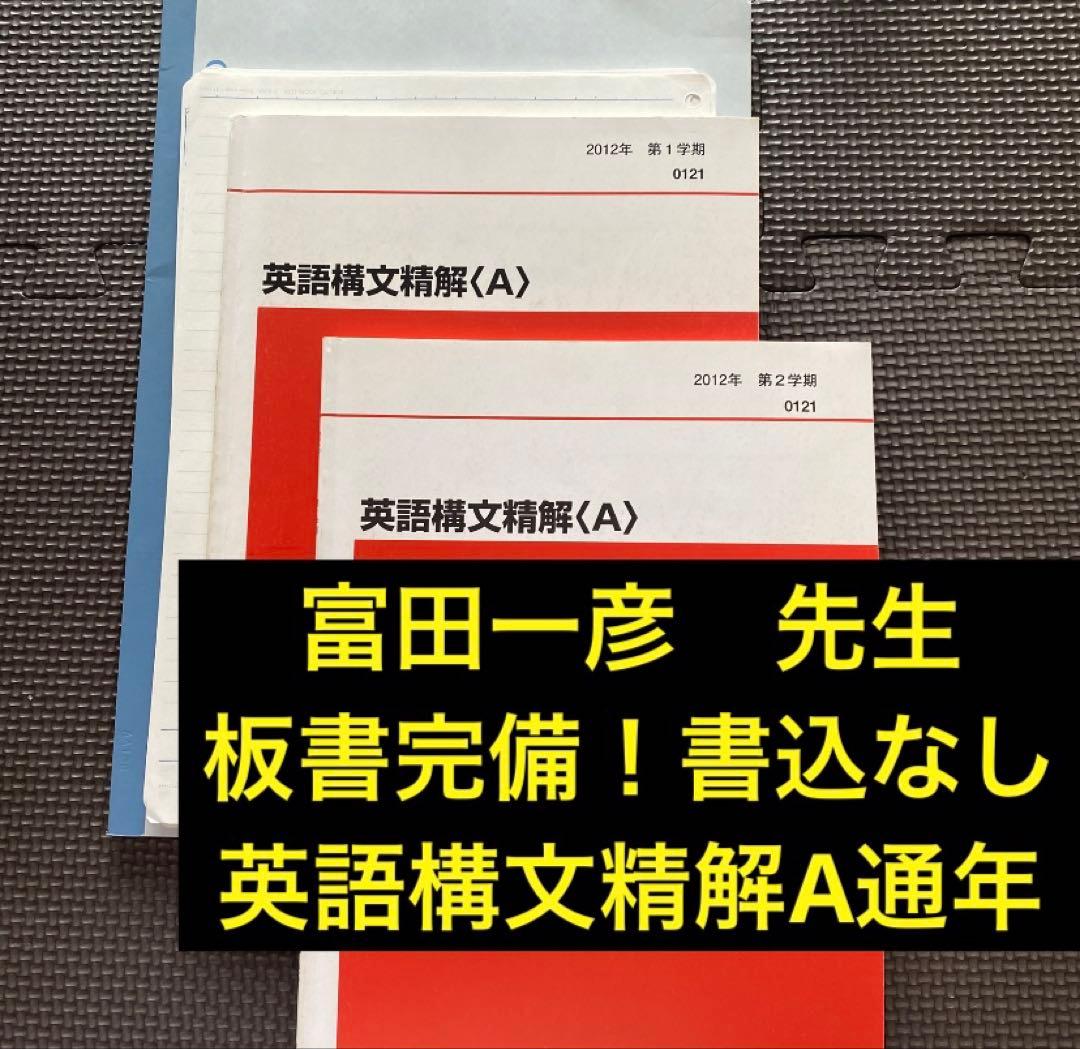 2012年 第1学期
0121
英語構文精解〈A〉
2012年 第2学期
0121
英語構文精解〈A〉
富田一彦 先生
板書完備！書込なし
英語構文精解A通年